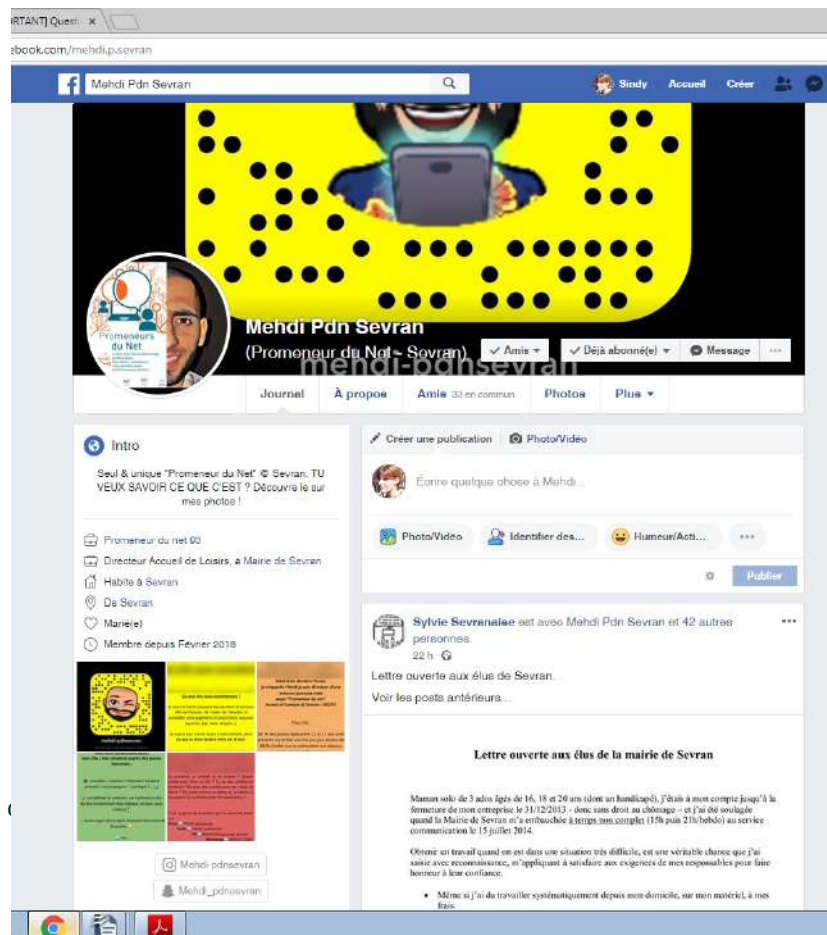 ORTANT] Questi
ebook.com/mehdi.p.sevran
Mehdi Pdn Sevran
Sindy
Accueil
Créer
Promeneurs
du Net
Mehdi Pdn Sevran
(Promeneur du Net - Sevran)
Amis
Déjà abonné(e)
Message
mehdi-pdnsevran
Journal
À propos
Amis 33 en commun
Photos
Plus
Intro
Seul & unique "Promeneur du Net" @ Sevran. TU
VEUX SAVOIR CE QUE C'EST ? Découvre le sur
mes photos !
Promeneur du net 93
Directeur Accueil de Loisirs, à Mairie de Sevran
Habite à Sevran
De Sevran
Marié(e)
Membre depuis Février 2018
Mehdi-pdnsevran
Mehdi_pdnsevran
Créer une publication
Photo/Vidéo
Écrire quelque chose à Mehdi...
Photo/Vidéo
Identifier des...
Humeur/Acti...
Publier
Sylvie Sevranaise est avec Mehdi Pdn Sevran et 42 autres
personnes.
22 h
Lettre ouverte aux élus de Sevran.
Voir les posts antérieurs...
Lettre ouverte aux élus de la mairie de Sevran
Maman solo de 3 ados âgés de 16, 18 et 20 ans (dont un handicapé), j'étais à mon compte jusqu'à la
fermeture de mon entreprise le 31/12/2013 - donc sans droit au chômage – et j'ai été soulagée
quand la Mairie de Sevran m'a embauchée à temps non complet (15h puis 21h/hebdo) au service
communication le 15 juillet 2014.
Obtenir un travail quand on est dans une situation très difficile, est une véritable chance que j'ai
saisie avec reconnaissance, m'appliquant à satisfaire aux exigences de mes responsables pour faire
honneur à leur confiance.
• Même si j'ai du travailler systématiquement depuis mon domicile, sur mon matériel, à mes
frais.